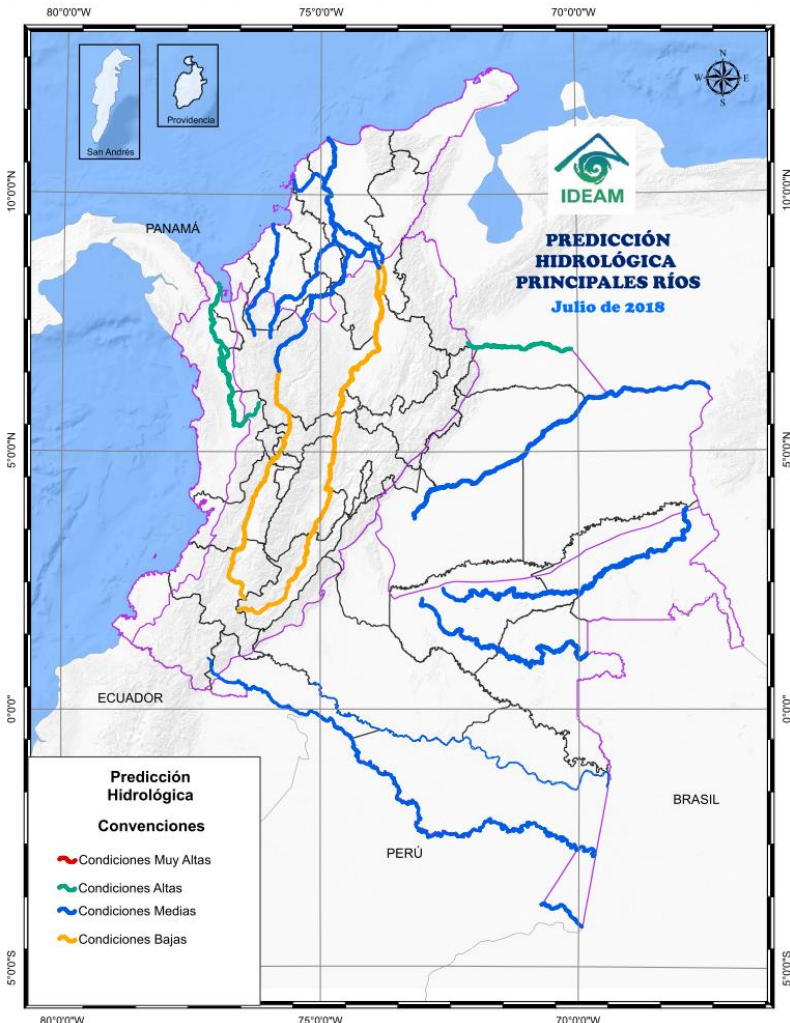 80°0'0"W
75°0'0"W
70°0'0"W
San Andrés
Providencia
N
W
E
S
IDEAM
10°0'0"N
10°0'0"N
PANAMÁ
PREDICCIÓN
HIDROLÓGICA
PRINCIPALES RÍOS
Julio de 2018
5°0'0"N
5°0'0"N
ECUADOR
0°0'0"
0°0'0"
Predicción
Hidrológica
Convenciones
Condiciones Muy Altas
Condiciones Altas
Condiciones Medias
Condiciones Bajas
BRASIL
PERÚ
5°0'0"S
5°0'0"S
80°0'0"W
75°0'0"W
70°0'0"W